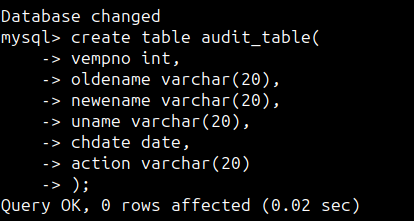 Database changed
mysql> create table audit_table(
    -> vempno int,
    -> oldename varchar(20),
    -> newename varchar(20),
    -> uname varchar(20),
    -> chdate date,
    -> action varchar(20)
    -> );
Query OK, 0 rows affected (0.02 sec)